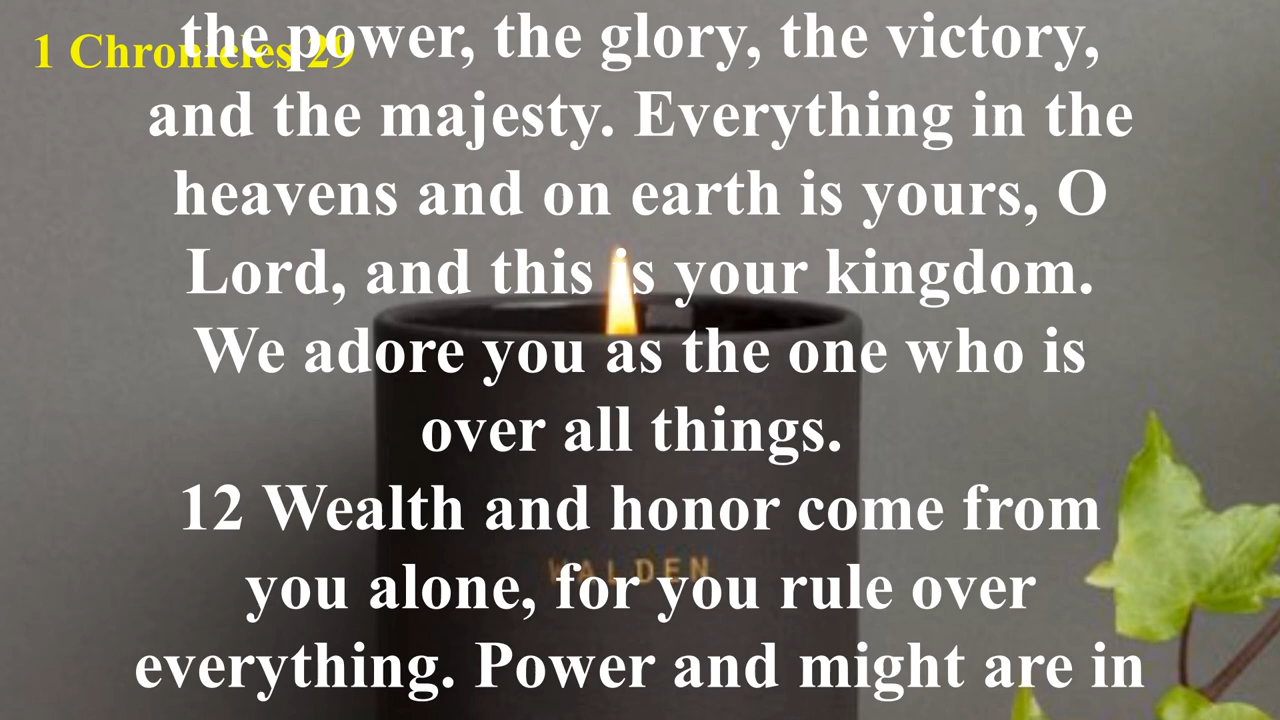 1 Chronicles 29
the power, the glory, the victory,
and the majesty. Everything in the
heavens and on earth is yours, O
Lord, and this is your kingdom.
We adore you as the one who is
over all things.
12 Wealth and honor come from
WALDEN
you alone, for you rule over
everything. Power and might are in